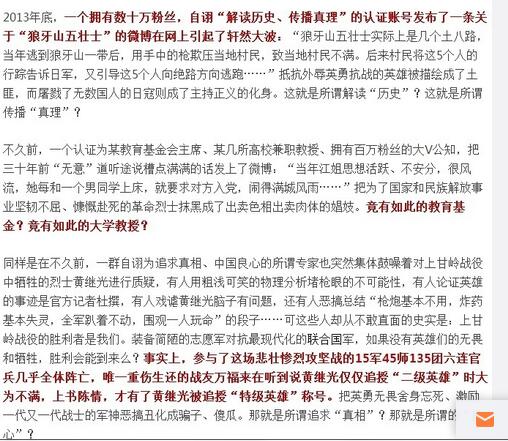 2013年底，一个拥有数十万粉丝，自诩“解读历史、传播真理”的认证账号发布了一条关
于“狼牙山五壮士”的微博在网上引起了轩然大波：“狼牙山五壮士实际上是几个土八路，
当年逃到狼牙山一带后，用手中的枪欺压当地村民，致当地村民不满。后来村民将这5个人的
行踪告诉日军，又引导这5个人向绝路方向逃跑……”抵抗外辱英勇抗战的英雄被描绘成了土
匪，而屠戮了无数国人的日寇则成了主持正义的化身。这就是所谓解读“历史”？这就是所谓
传播“真理”？
不久前，一个认证为某教育基金会主席、某几所高校兼职教授、拥有百万粉丝的大V公知，把
三十年前“无意”道听途说槽点满满的话发上了微博：“当年江姐思想活跃、不安分，很风
流，她每和一个男同学上床，就要求对方入党，闹得满城风雨……”把为了国家和民族解放事
业坚韧不屈、慷慨赴死的革命烈士抹黑成了出卖色相出卖肉体的娼妓。竟有如此的教育基
金？竟有如此的大学教授？
同样是在不久前，一群自诩为追求真相、中国良心的所谓专家也突然集体鼓噪着对上甘岭战役
中牺牲的烈士黄继光进行质疑，有人用粗浅可笑的物理分析堵枪眼的不可能性，有人论证英雄
的事迹是官方记者杜撰，有人戏谑黄继光脑子有问题，还有人恶搞总结“枪炮基本不用，炸药
基本失灵，全军趴着不动，围观一人玩命”的段子……可这些人却从不敢直面的史实是：上甘
岭战役的胜利者是我们。装备简陋的志愿军对抗最现代化的联合国军，如果没有英雄们的无畏
和牺牲，胜利会能到来？事实上，参与了这场悲壮惨烈攻坚战的15军45师135团六连官
兵几乎全体阵亡，唯一重伤生还的战友万福来在听到说黄继光仅仅追授“二级英雄”时大
为不满，上书陈情，才有了黄继光被追授“特级英雄”称号。把英勇无畏舍身忘死、激励
一代又一代战士的军神恶搞丑化成骗子、傻瓜。那就是所谓追求“真相”？那就是所谓的“
心”？